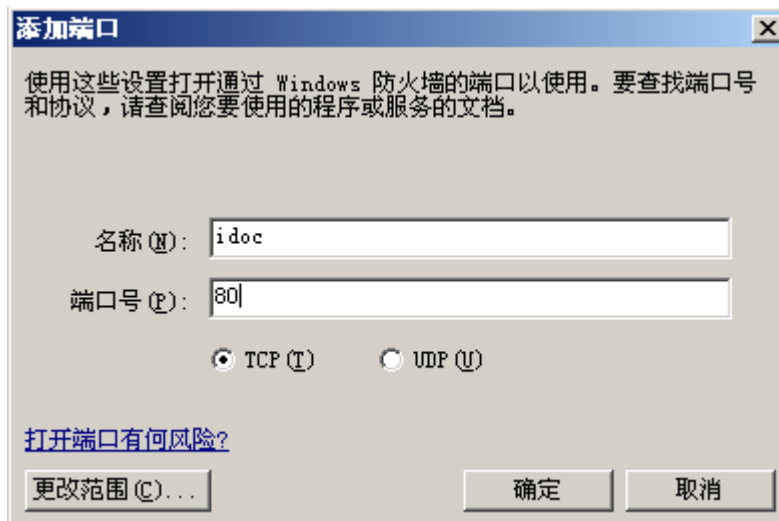 添加端口
使用这些设置打开通过 Windows 防火墙的端口以使用。要查找端口号
和协议，请查阅您要使用的程序或服务的文档。
名称(N): idoc
端口号(P): 80
TCP(T) UDP(U)
打开端口有何风险?
更改范围(C)... 确定 取消